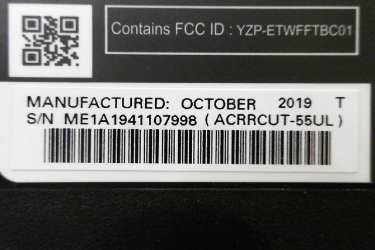 Contains FCC ID : YZP-ETWFFTBC01
MANUFACTURED: OCTOBER 2019 T
S/N ME1A1941107998 ( ACRRCUT-55UL )